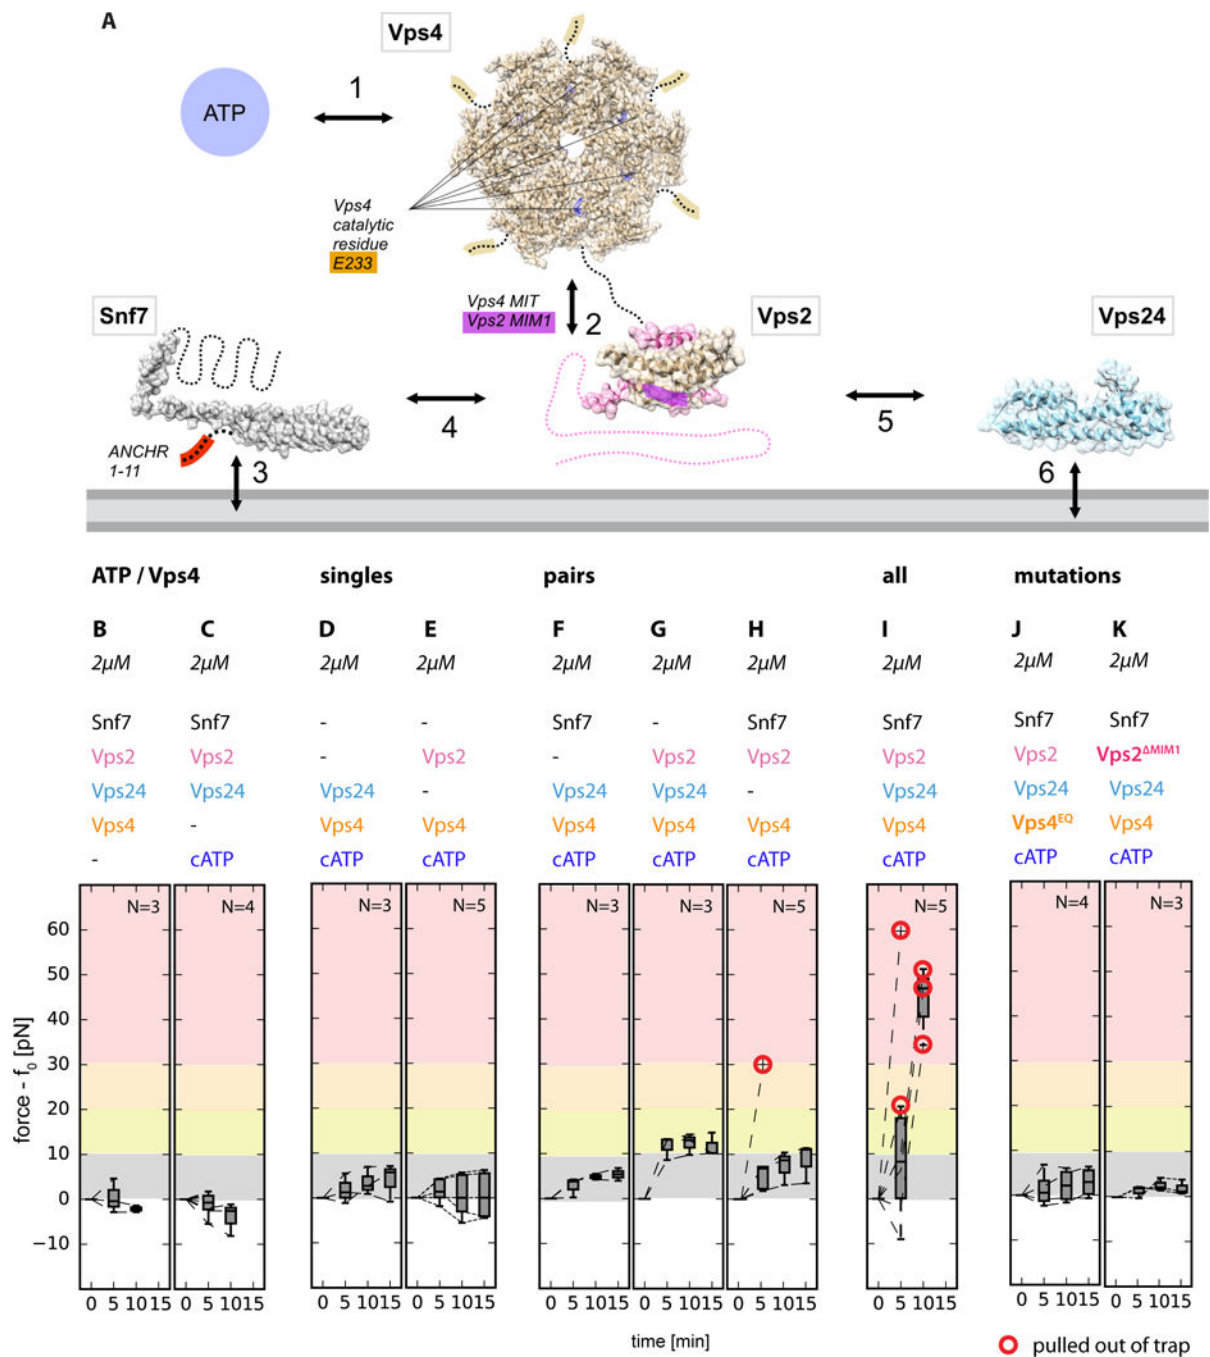 A
Vps4
ATP
1
Vps4
catalytic
residue
E233
Snf7
Vps4 MIT
Vps2 MIM1
2
Vps2
Vps24
4
5
ANCHR
1-11
3
6
ATP / Vps4 singles pairs all mutations
B C D E F G H I J K
2μM 2μM 2μM 2μM 2μM 2μM 2μM 2μM 2μM 2μM
Snf7 Snf7 - - Snf7 - Snf7 Snf7 Snf7 Snf7
Vps2 Vps2 - Vps2 - Vps2 Vps2 Vps2 Vps2 Vps2ΔMIM1
Vps24 Vps24 Vps24 - Vps24 Vps24 - Vps24 Vps24 Vps24
Vps4 - Vps4 Vps4 Vps4 Vps4 Vps4 Vps4 Vps4EQ Vps4
- cATP cATP cATP cATP cATP cATP cATP cATP cATP
N=3 N=4 N=3 N=5 N=3 N=3 N=5 N=5 N=4 N=3
force - f0 [pN]
60
50
40
30
20
10
0
−10
0 5 1015 0 5 1015 0 5 1015 0 5 1015 0 5 1015 0 5 1015 0 5 1015 0 5 1015 0 5 1015 0 5 1015
time [min]
pulled out of trap